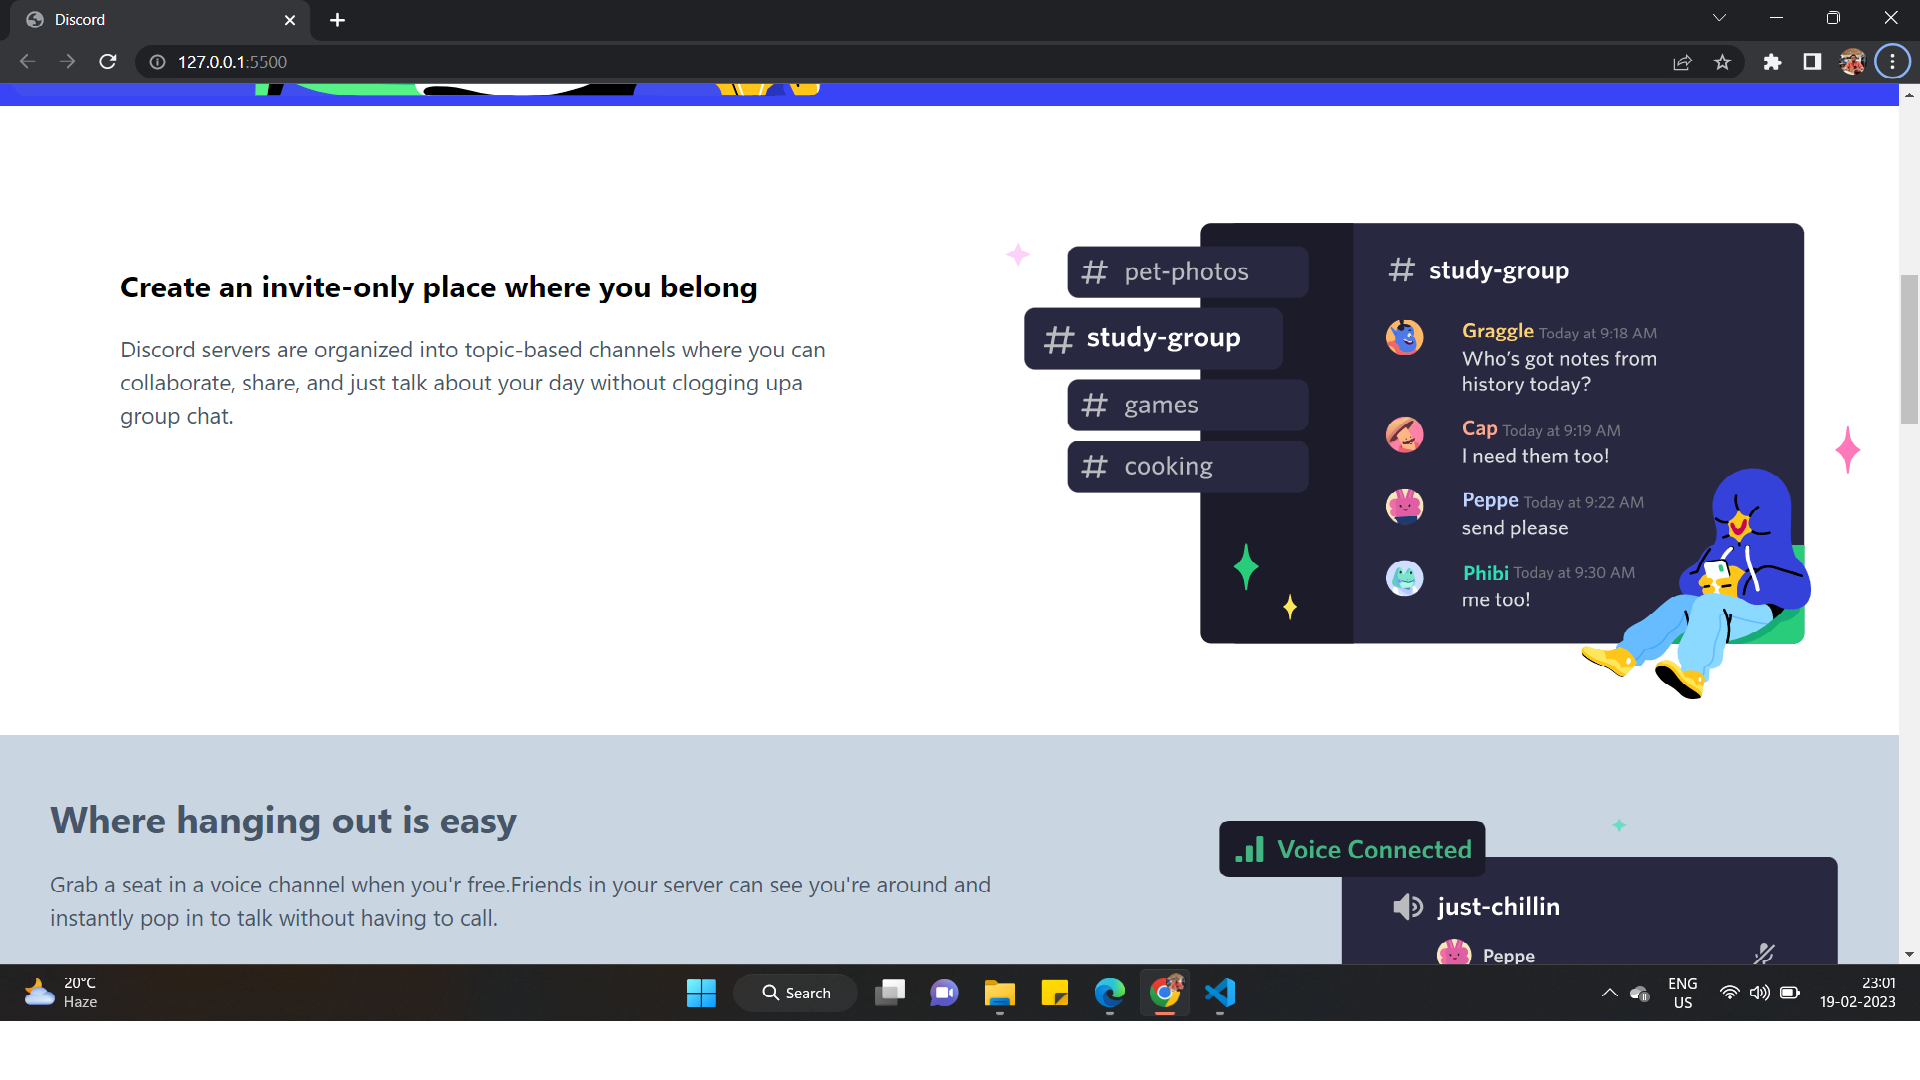 Discord
127.0.0.1:5500
Create an invite-only place where you belong
Discord servers are organized into topic-based channels where you can
collaborate, share, and just talk about your day without clogging upa
group chat.
# pet-photos
# study-group
# games
# cooking
# study-group
Graggle Today at 9:18 AM
Who's got notes from
history today?
Cap Today at 9:19 AM
I need them too!
Peppe Today at 9:22 AM
send please
Phibi Today at 9:30 AM
me too!
Where hanging out is easy
Grab a seat in a voice channel when you'r free.Friends in your server can see you're around and
instantly pop in to talk without having to call.
Voice Connected
just-chillin
Peppe
20°C
Haze
Search
ENG
US
23:01
19-02-2023